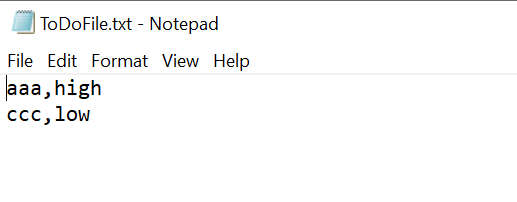 ToDoFile.txt - Notepad
File Edit Format View Help
aaa,high
ccc,low